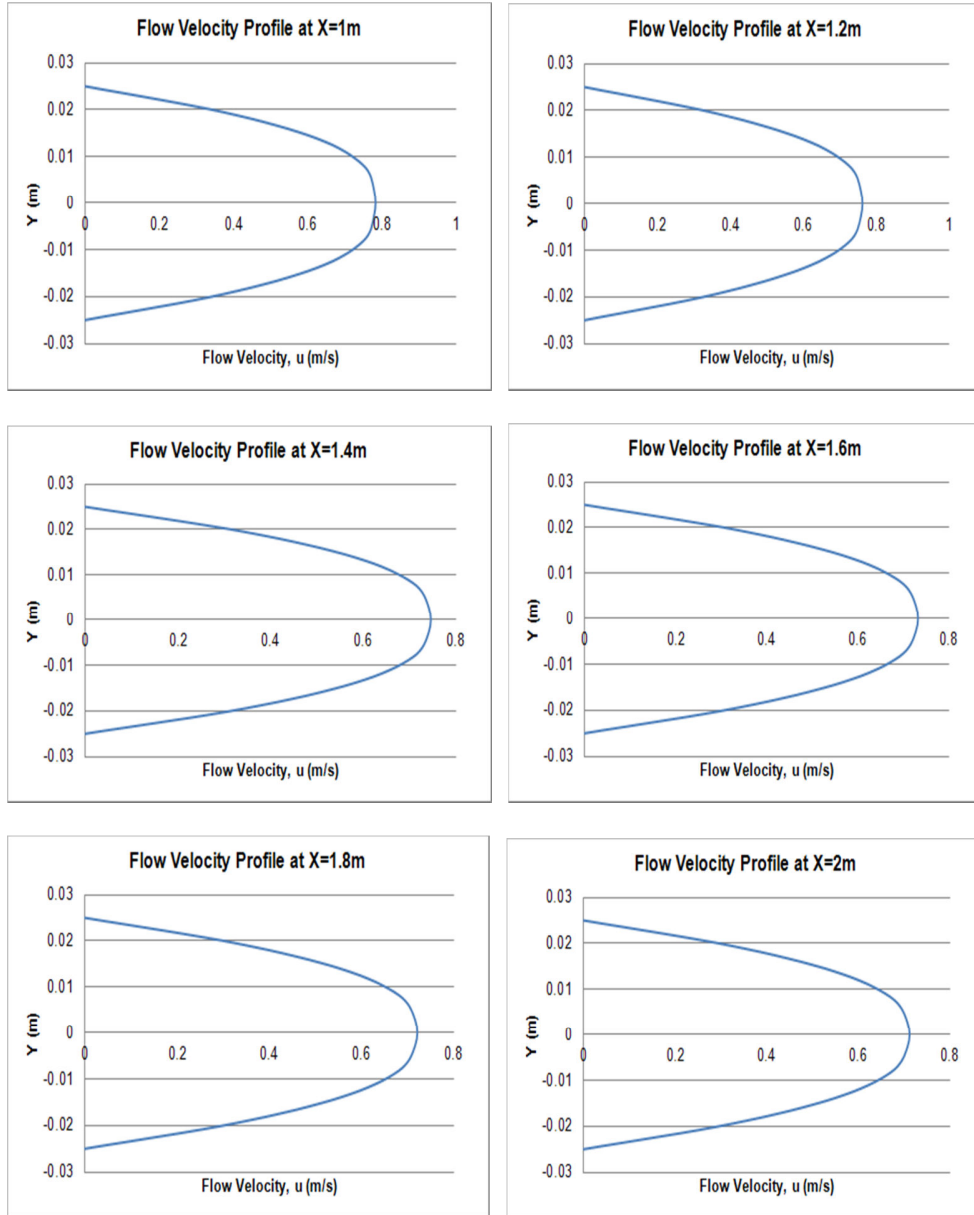 Flow Velocity Profile at X=1m
0.03
0.02
0.01
0
-0.01
-0.02
-0.03
0 0.2 0.4 0.6 0.8 1
Y (m)
Flow Velocity, u (m/s)
Flow Velocity Profile at X=1.2m
0.03
0.02
0.01
0
-0.01
-0.02
-0.03
0 0.2 0.4 0.6 0.8 1
Y (m)
Flow Velocity, u (m/s)
Flow Velocity Profile at X=1.4m
0.03
0.02
0.01
0
-0.01
-0.02
-0.03
0 0.2 0.4 0.6 0.8
Y (m)
Flow Velocity, u (m/s)
Flow Velocity Profile at X=1.6m
0.03
0.02
0.01
0
-0.01
-0.02
-0.03
0 0.2 0.4 0.6 0.8
Y (m)
Flow Velocity, u (m/s)
Flow Velocity Profile at X=1.8m
0.03
0.02
0.01
0
-0.01
-0.02
-0.03
0 0.2 0.4 0.6 0.8
Y (m)
Flow Velocity, u (m/s)
Flow Velocity Profile at X=2m
0.03
0.02
0.01
0
-0.01
-0.02
-0.03
0 0.2 0.4 0.6 0.8
Y (m)
Flow Velocity, u (m/s)